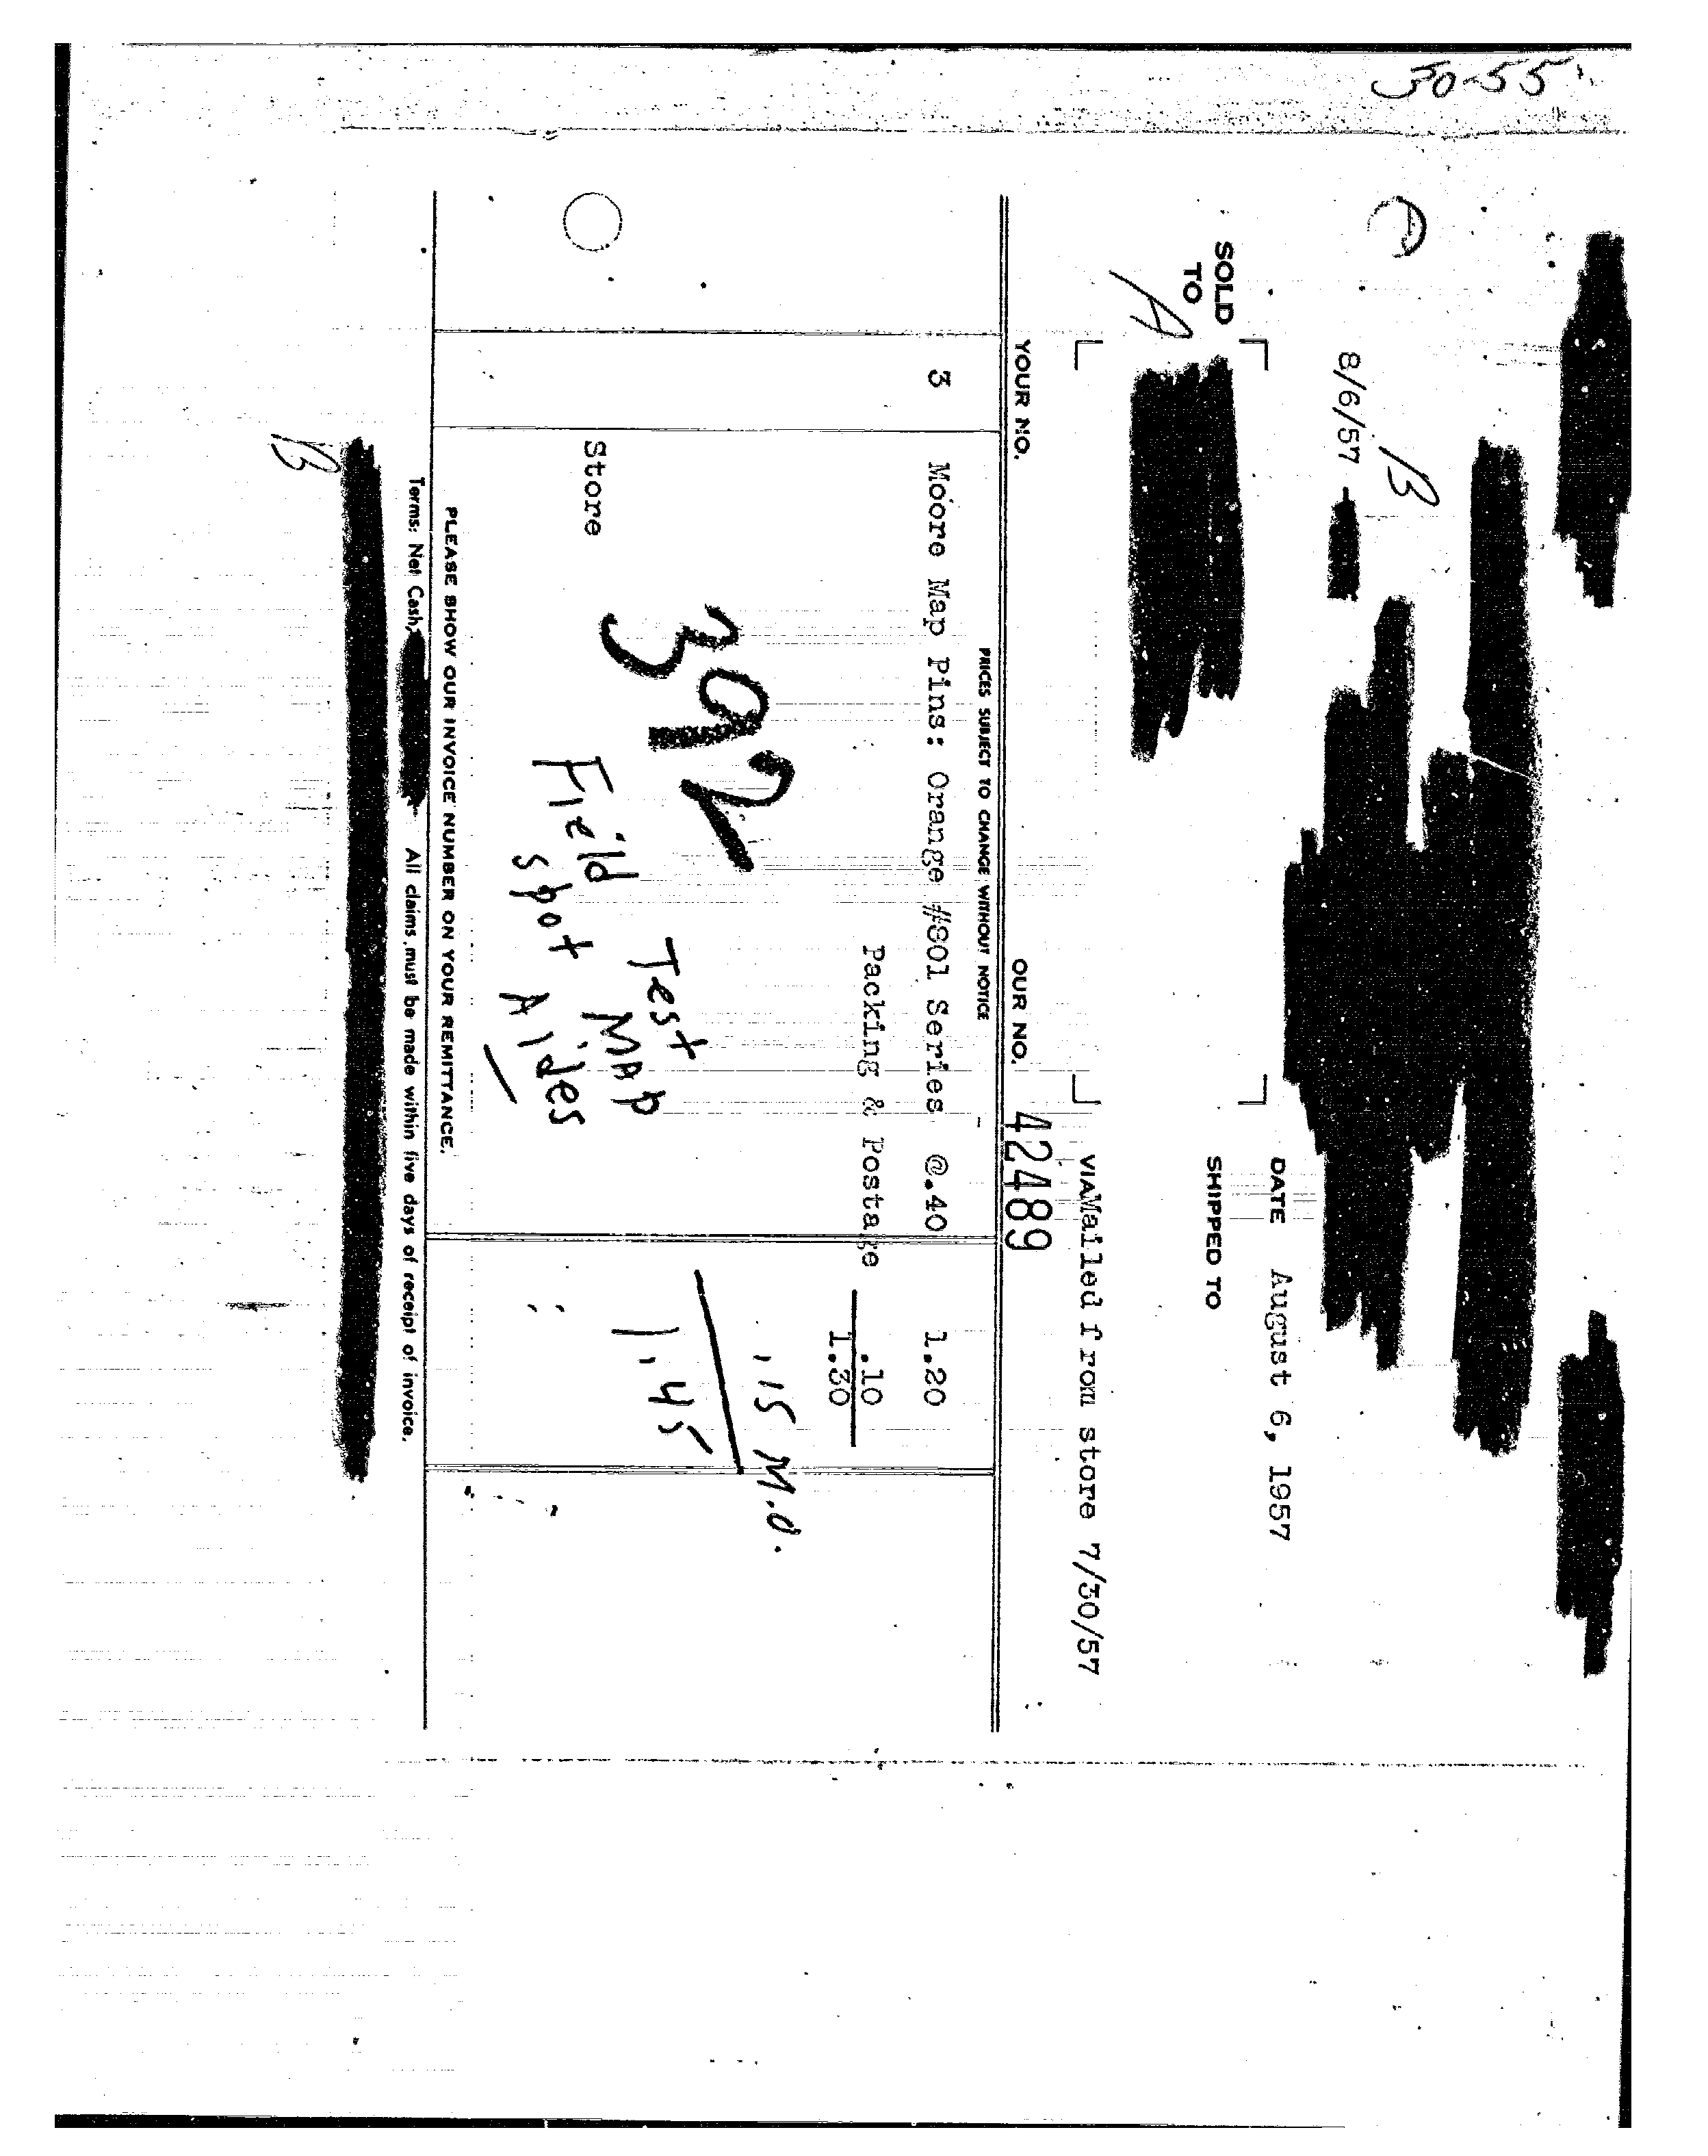 30-55
B
8/6/57
DATE August 6, 1957
SOLD
TO
A
SHIPPED TO
VIA Mailed from store 7/30/57
YOUR NO.
OUR NO. 42489
PRICES SUBJECT TO CHANGE WITHOUT NOTICE
3 Moore Map Pins: Orange #801 Series @.40 1.20
Packing & Postage .10
1.30
.15 M.O.
1.45
392
Store
Test
Field Map
Spot Aides
PLEASE SHOW OUR INVOICE NUMBER ON YOUR REMITTANCE.
Terms: Net Cash, All claims must be made within five days of receipt of invoice.
B